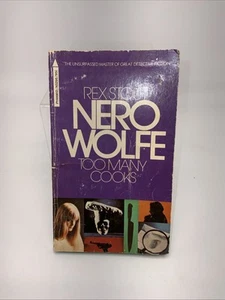 THE UNSURPASSED MASTER OF GREAT DETECTIVE FICTION
REX STOUT
NERO
WOLFE
TOO MANY
COOKS